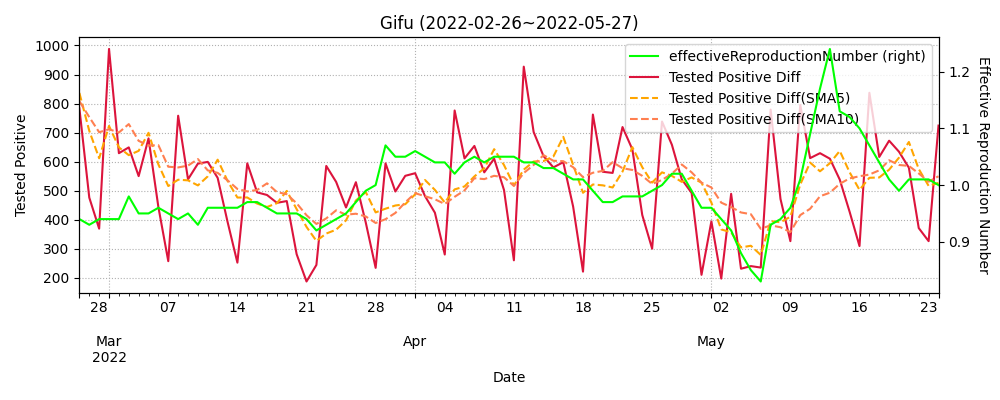 Gifu (2022-02-26~2022-05-27)
effectiveReproductionNumber (right)
Tested Positive Diff
Tested Positive Diff(SMA5)
Tested Positive Diff(SMA10)
1000
900
800
700
600
500
400
300
200
Tested Positive
1.2
1.1
1.0
0.9
Effective Reproduction Number
28 07 14 21 28 04 11 18 25 02 09 16 23
Mar Apr May
2022
Date